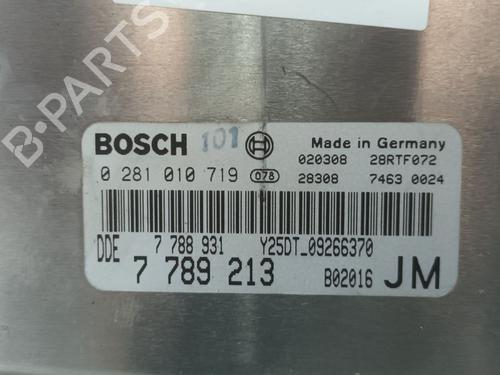 B-PARTS
BOSCH 101 Made in Germany
020308 28RTF072
0 281 010 719 078 28308 7463 0024
DDE 7 788 931 Y25DT_09266370
7 789 213 B02016 JM